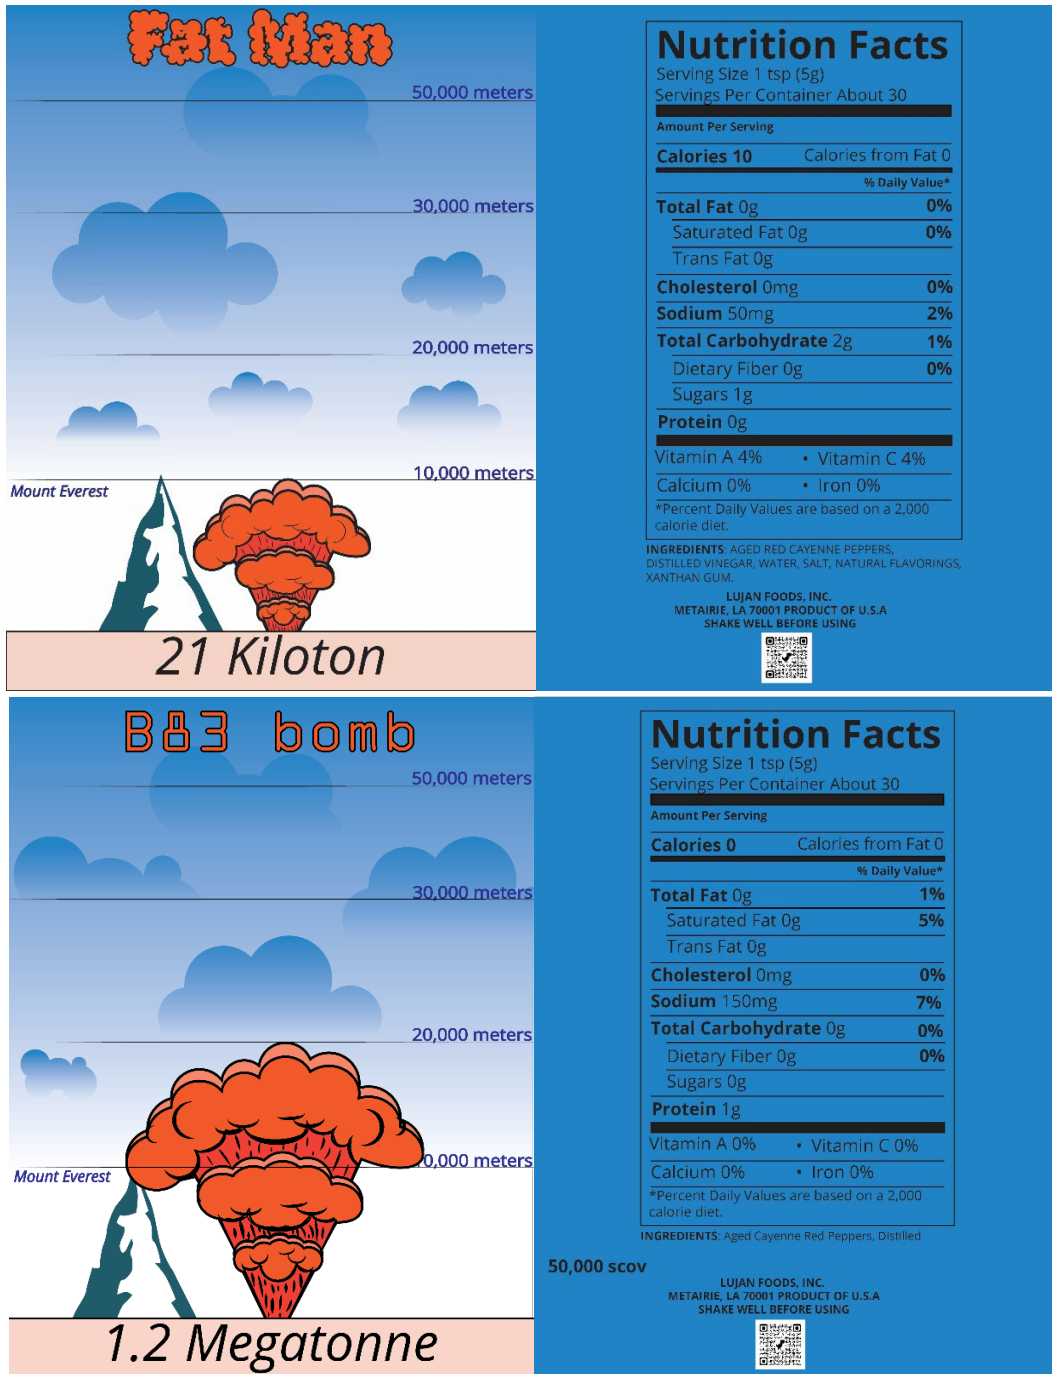 Fat Man
50,000 meters
30,000 meters
20,000 meters
10,000 meters
Mount Everest
21 Kiloton
Nutrition Facts
Serving Size 1 tsp (5g)
Servings Per Container About 30
Amount Per Serving
Calories 10 Calories from Fat 0
% Daily Value*
Total Fat 0g 0%
Saturated Fat 0g 0%
Trans Fat 0g
Cholesterol 0mg 0%
Sodium 50mg 2%
Total Carbohydrate 2g 1%
Dietary Fiber 0g 0%
Sugars 1g
Protein 0g
Vitamin A 4% • Vitamin C 4%
Calcium 0% • Iron 0%
*Percent Daily Values are based on a 2,000
calorie diet.
INGREDIENTS: AGED RED CAYENNE PEPPERS,
DISTILLED VINEGAR, WATER, SALT, NATURAL FLAVORINGS,
XANTHAN GUM.
LUJAN FOODS, INC.
METAIRIE, LA 70001 PRODUCT OF U.S.A
SHAKE WELL BEFORE USING
B83 bomb
50,000 meters
30,000 meters
20,000 meters
0,000 meters
Mount Everest
1.2 Megatonne
Nutrition Facts
Serving Size 1 tsp (5g)
Servings Per Container About 30
Amount Per Serving
Calories 0 Calories from Fat 0
% Daily Value*
Total Fat 0g 1%
Saturated Fat 0g 5%
Trans Fat 0g
Cholesterol 0mg 0%
Sodium 150mg 7%
Total Carbohydrate 0g 0%
Dietary Fiber 0g 0%
Sugars 0g
Protein 1g
Vitamin A 0% • Vitamin C 0%
Calcium 0% • Iron 0%
*Percent Daily Values are based on a 2,000
calorie diet.
INGREDIENTS: Aged Cayenne Red Peppers, Distilled
50,000 scov
LUJAN FOODS, INC.
METAIRIE, LA 70001 PRODUCT OF U.S.A
SHAKE WELL BEFORE USING